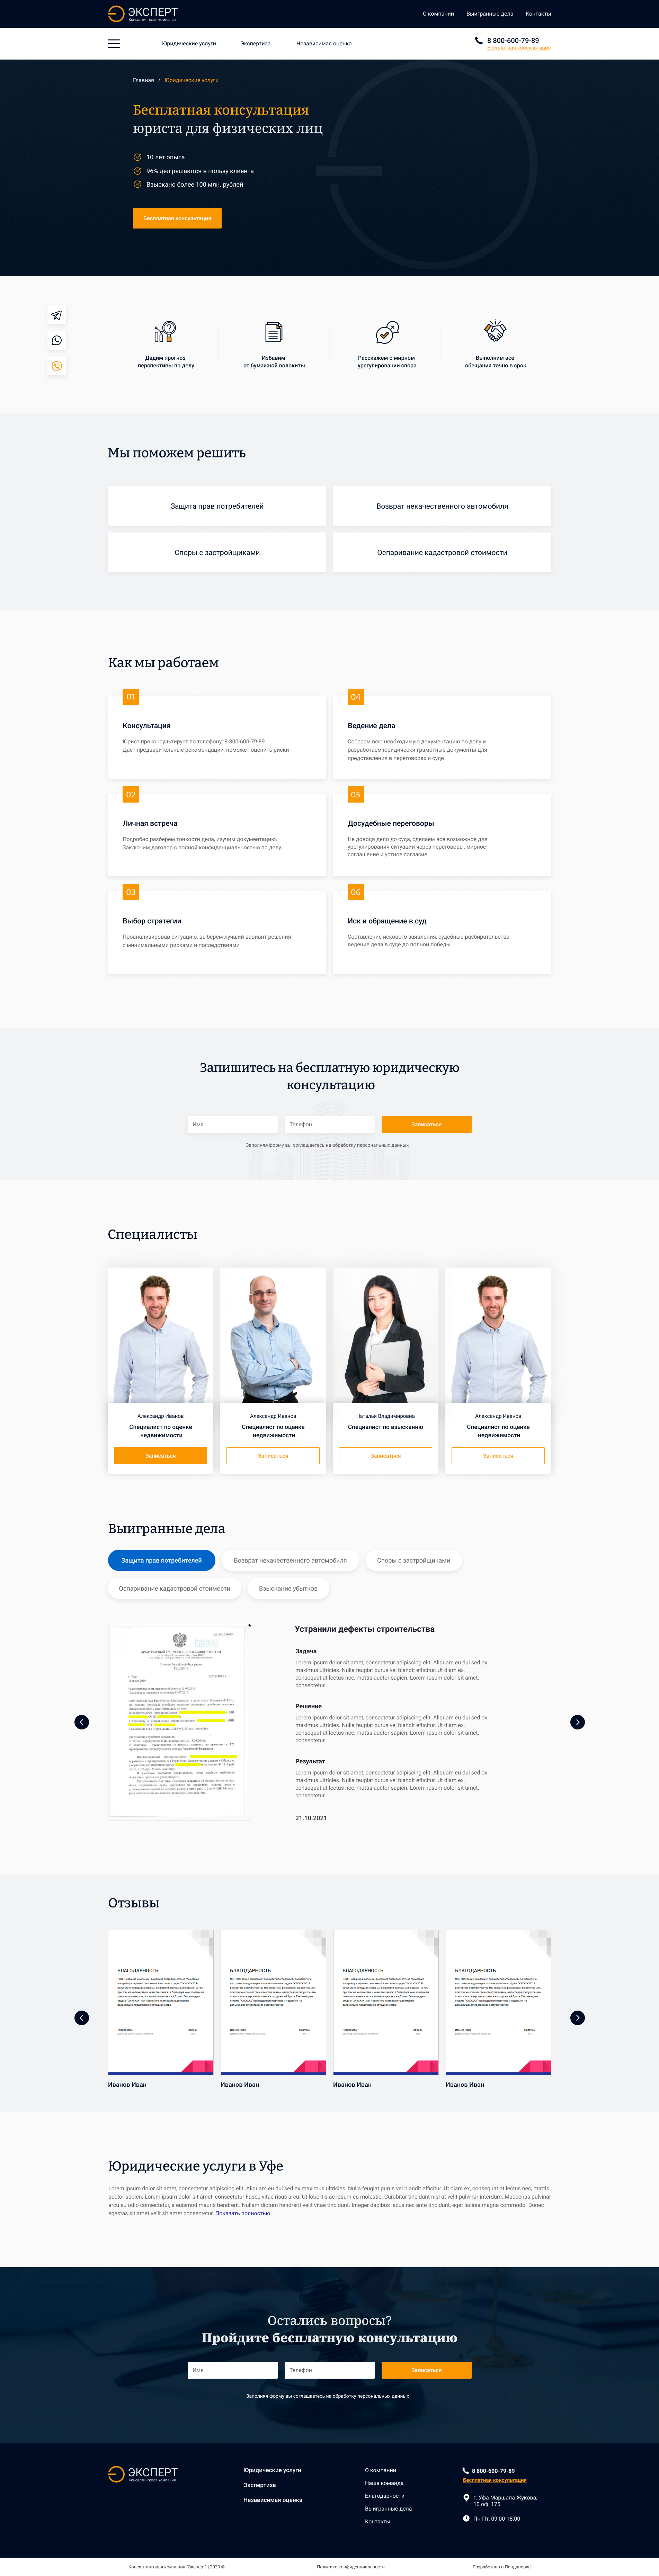 ЭКСПЕРТ
Консалтинговая компания
О компании
Выигранные дела
Контакты
Юридические услуги
Экспертиза
Независимая оценка
8 800-600-79-89
Бесплатная консультация
Главная / Юридические услуги
Бесплатная консультация
юриста для физических лиц
10 лет опыта
96% дел решаются в пользу клиента
Взыскано более 100 млн. рублей
Бесплатная консультация
Дадим прогноз
перспективы по делу
Избавим
от бумажной волокиты
Расскажем о мирном
урегулировании спора
Выполним все
обещания точно в срок
Мы поможем решить
Защита прав потребителей
Возврат некачественного автомобиля
Споры с застройщиками
Оспаривание кадастровой стоимости
Как мы работаем
01
Консультация
Юрист проконсультирует по телефону: 8-800-600-79-89
Даст предварительные рекомендации, поможет оценить риски
04
Ведение дела
Соберем всю необходимую документацию по делу и
разработаем юридически грамотные документы для
представления в переговорах и суде
02
Личная встреча
Подробно разберем тонкости дела, изучим документацию.
Заключим договор с полной конфиденциальностью по делу.
05
Досудебные переговоры
Не доводя дело до суда, сделаем все возможное для
урегулирования ситуации через переговоры, мирное
соглашение и устное согласие
03
Выбор стратегии
Проанализировав ситуацию, выберем лучший вариант решения
с минимальными рисками и последствиями
06
Иск и обращение в суд
Составление искового заявления, судебные разбирательства,
ведение дела в суде до полной победы
Запишитесь на бесплатную юридическую
консультацию
Имя
Телефон
Записаться
Заполняя форму вы соглашаетесь на обработку персональных данных
Специалисты
Александр Иванов
Специалист по оценке
недвижимости
Записаться
Александр Иванов
Специалист по оценке
недвижимости
Записаться
Наталья Владимировна
Специалист по взысканию
Записаться
Александр Иванов
Специалист по оценке
недвижимости
Записаться
Выигранные дела
Защита прав потребителей
Возврат некачественного автомобиля
Споры с застройщиками
Оспаривание кадастровой стоимости
Взыскание убытков
Устранили дефекты строительства
Задача
Lorem ipsum dolor sit amet, consectetur adipiscing elit. Aliquam eu dui sed ex
maximus ultricies. Nulla feugiat purus vel blandit efficitur. Ut diam ex,
consequat at lectus nec, mattis auctor sapien. Lorem ipsum dolor sit amet,
consectetur
Решение
Lorem ipsum dolor sit amet, consectetur adipiscing elit. Aliquam eu dui sed ex
maximus ultricies. Nulla feugiat purus vel blandit efficitur. Ut diam ex,
consequat at lectus nec, mattis auctor sapien. Lorem ipsum dolor sit amet,
consectetur
Результат
Lorem ipsum dolor sit amet, consectetur adipiscing elit. Aliquam eu dui sed ex
maximus ultricies. Nulla feugiat purus vel blandit efficitur. Ut diam ex,
consequat at lectus nec, mattis auctor sapien. Lorem ipsum dolor sit amet,
consectetur
21.10.2021
Отзывы
БЛАГОДАРНОСТЬ
БЛАГОДАРНОСТЬ
БЛАГОДАРНОСТЬ
БЛАГОДАРНОСТЬ
Иванов Иван
Иванов Иван
Иванов Иван
Иванов Иван
Юридические услуги в Уфе
Lorem ipsum dolor sit amet, consectetur adipiscing elit. Aliquam eu dui sed ex maximus ultricies. Nulla feugiat purus vel blandit efficitur. Ut diam ex, consequat at lectus nec, mattis
auctor sapien. Lorem ipsum dolor sit amet, consectetur Fusce vitae risus arcu. Ut lobortis ac ipsum eu molestie. Curabitur tincidunt nisl ut velit pulvinar interdum. Maecenas pulvinar
arcu eu odio consectetur, a euismod mauris hendrerit. Nullam dictum hendrerit velit vitae tincidunt. Integer dapibus lacus nec ante tincidunt, eget lacinia magna commodo. Donec
egestas sit amet velit sit amet consectetur. Показать полностью
Остались вопросы?
Пройдите бесплатную консультацию
Имя
Телефон
Записаться
Заполняя форму вы соглашаетесь на обработку персональных данных
ЭКСПЕРТ
Консалтинговая компания
Юридические услуги
Экспертиза
Независимая оценка
О компании
Наша команда
Благодарности
Выигранные дела
Контакты
8 800-600-79-89
Бесплатная консультация
г. Уфа Маршала Жукова,
10 оф. 175
Пн-Пт, 09:00-18:00
Консалтинговая компания "Эксперт" | 2020 ©
Политика конфиденциальности
Разработано в Лендаворкс